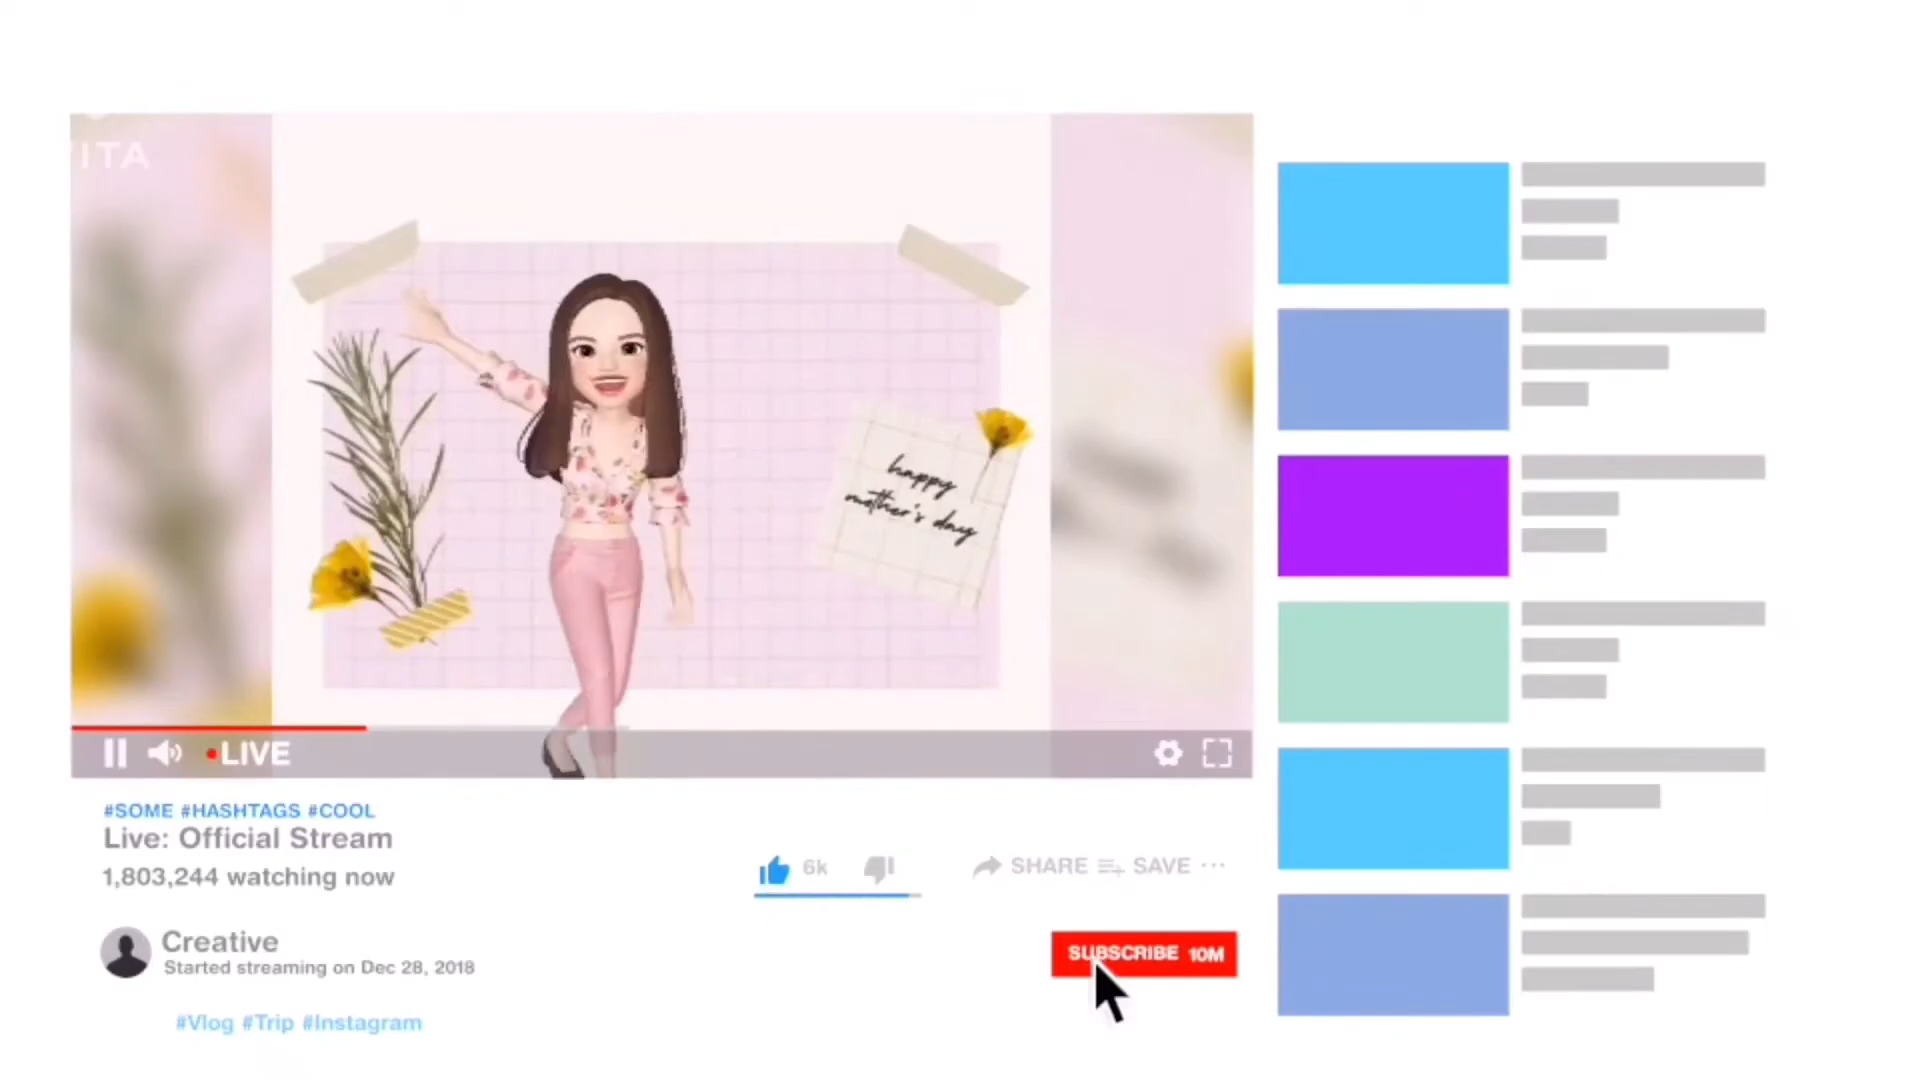 VITA
happy
mother's day
LIVE
#SOME #HASHTAGS #COOL
Live: Official Stream
1,803,244 watching now
6k
SHARE SAVE
Creative
Started streaming on Dec 28, 2018
SUBSCRIBE 10M
#Vlog #Trip #Instagram